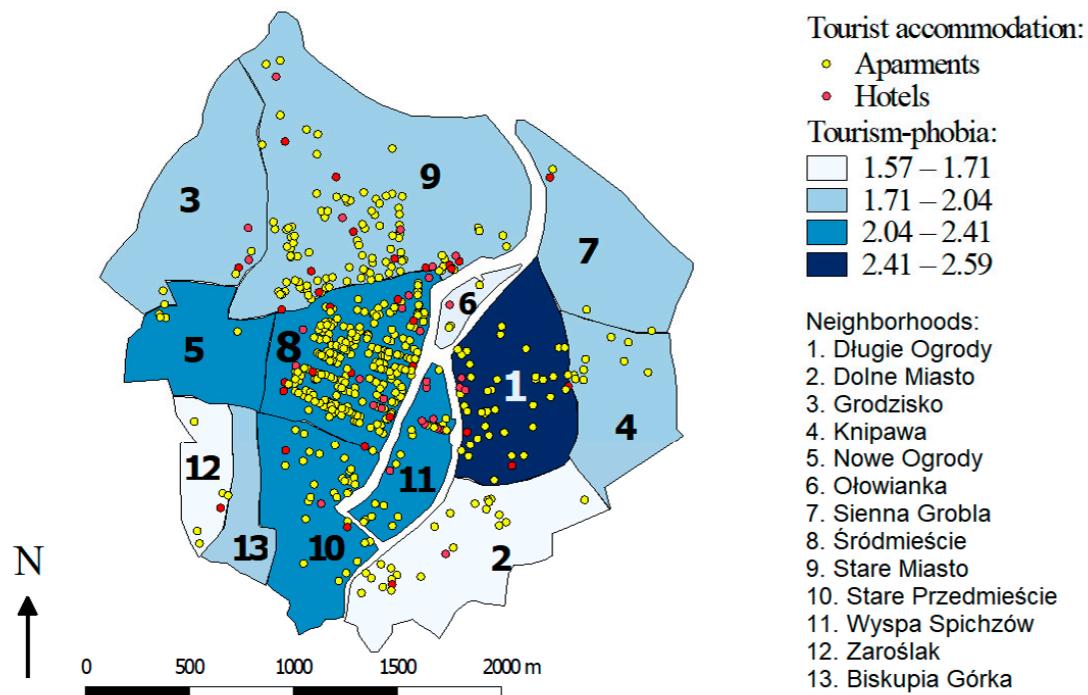 Tourist accommodation:
Aparments
Hotels
Tourism-phobia:
1.57 – 1.71
1.71 – 2.04
2.04 – 2.41
2.41 – 2.59
Neighborhoods:
1. Długie Ogrody
2. Dolne Miasto
3. Grodzisko
4. Knipawa
5. Nowe Ogrody
6. Ołowianka
7. Sienna Grobla
8. Śródmieście
9. Stare Miasto
10. Stare Przedmieście
11. Wyspa Spichzów
12. Zaroślak
13. Biskupia Górka
9
3
7
6
8
5
1
4
11
12
13
10
2
N
0 500 1000 1500 2000 m